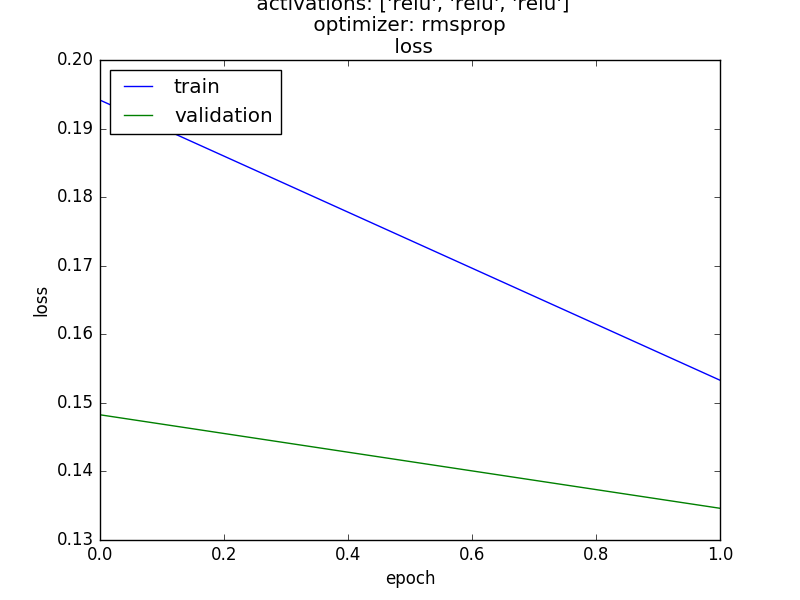 activations: ['relu', 'relu', 'relu']
optimizer: rmsprop
loss
0.20
train
validation
0.19
0.18
0.17
0.16
0.15
0.14
0.13
loss
0.0 0.2 0.4 0.6 0.8 1.0
epoch